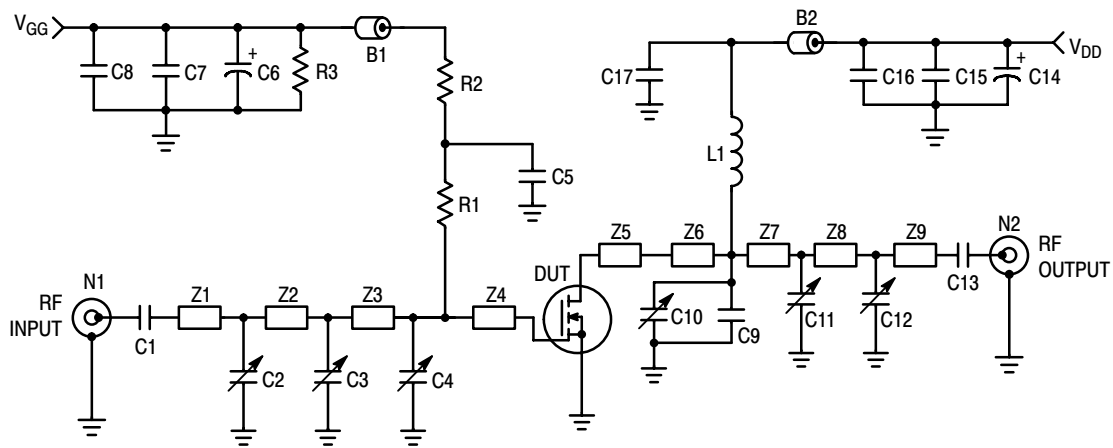 VGG
C8
C7
+
C6
R3
B1
R2
C5
R1
B2
VDD
C17
C16
C15
+
C14
L1
Z5
Z6
Z7
Z8
Z9
N2
RF
OUTPUT
C13
DUT
C10
C9
C11
C12
N1
RF
INPUT
C1
Z1
Z2
Z3
Z4
C2
C3
C4